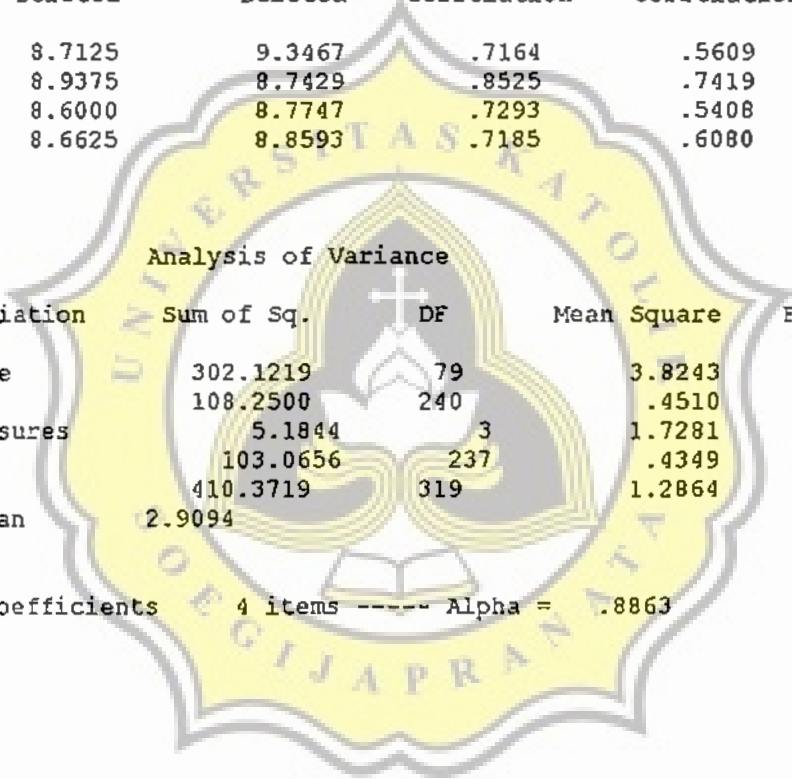 8.7125 9.3467 .7164 .5609
8.9375 8.7429 .8525 .7419
8.6000 8.7747 .7293 .5408
8.6625 8.8593 .7185 .6080
Analysis of Variance
iation Sum of Sq. DF Mean Square
e 302.1219 79 3.8243
108.2500 240 .4510
sures 5.1844 3 1.7281
103.0656 237 .4349
410.3719 319 1.2864
an 2.9094
oefficients 4 items ----- Alpha = .8863
UNIVERSITAS KATOLIK
SOEGIJAPRANATA